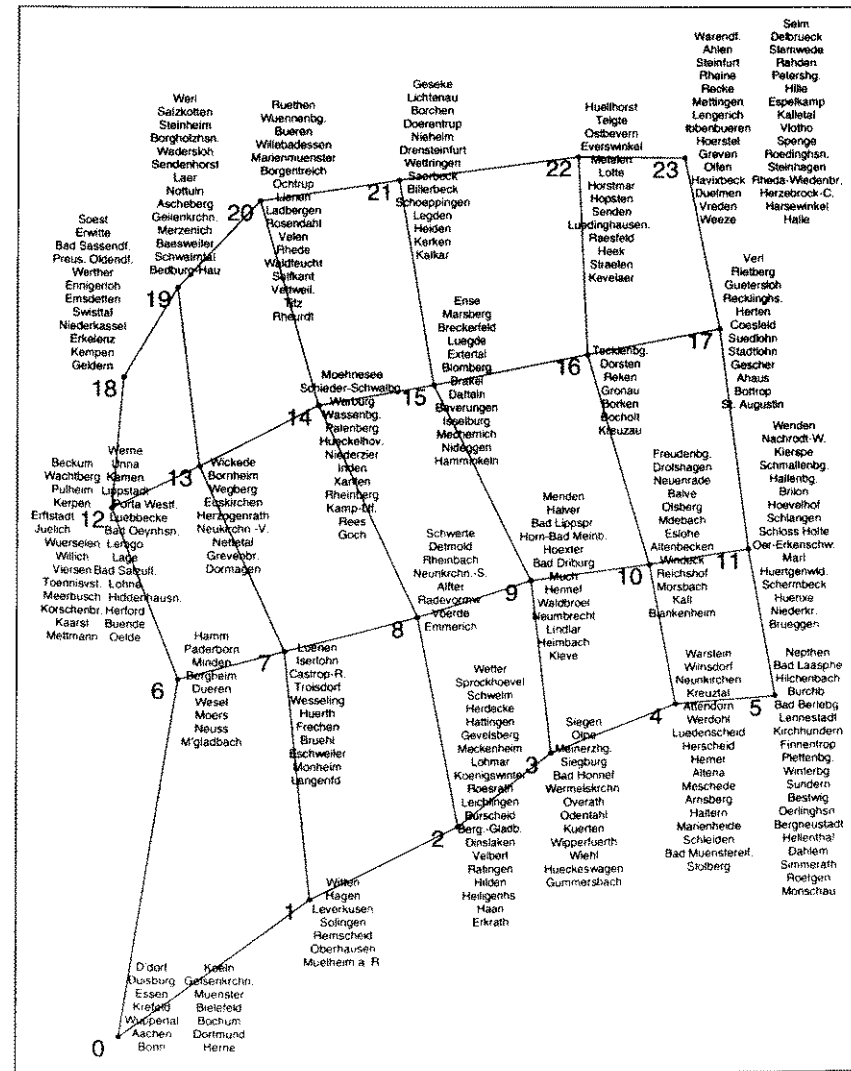 Warendf.
Ahlen
Steinfurt
Rheine
Recke
Mettingen
Lengerich
Ibbenbueren
Hoerstel
Greven
Olfen
Havixbeck
Duelmen
Vreden
Weeze
Selm
Delbrueck
Stemwede
Rahden
Petershg.
Hille
Espelkamp
Kalletal
Vlotho
Spenge
Roedinghsn.
Steinhagen
Rheda-Wiedenbr.
Herzebrock-C.
Harsewinkel
Halle
23
Huellhorst
Telgte
Ostbevern
Everswinkel
Metelen
Lotte
Horstmar
Hopsten
Senden
Luedinghausen.
Raesfeld
Heek
Straelen
Kevelaer
22
Geseke
Lichtenau
Borchen
Doerentrup
Nieheim
Drensteinfurt
Wettringen
Saerbeck
Billerbeck
Schoeppingen
Legden
Heiden
Kerken
Kalkar
21
Ruethen
Wuennenbg.
Bueren
Willebadessen
Marienmuenster
Borgentreich
Ochtrup
Lienen
Ladbergen
Rosendahl
Velen
Rhede
Waldfeucht
Selfkant
Vettweil.
Titz
Rheurdt
20
Werl
Salzkotten
Steinheim
Borgholzhsn.
Wadersloh
Sendenhorst
Laer
Nottuln
Ascheberg
Geilenkrchn.
Merzenich
Baesweiler
Schwalmtal
Bedburg-Hau
19
Soest
Erwitte
Bad Sassendf.
Preus. Oldendf.
Werther
Ennigerloh
Emsdetten
Swisttal
Niederkassel
Erkelenz
Kempen
Geldern
18
Verl
Rietberg
Guetersloh
Recklinghs.
Herten
Coesfeld
Suedlohn
Stadtlohn
Gescher
Ahaus
Bottrop
St. Augustin
17
Tecklenbg.
Dorsten
Reken
Gronau
Borken
Bocholt
Kreuzau
16
Ense
Marsberg
Breckerfeld
Luegde
Extertal
Blomberg
Brakel
Datteln
Beverungen
Isselburg
Mechernich
Nideggen
Hamminkeln
15
Moehnesee
Schieder-Schwalbg.
Warburg
Wassenbg.
Palenberg
Hueckelhov.
Niederzier
Inden
Xanten
Rheinberg
Kamp-Ltf.
Rees
Goch
14
Wickede
Bornheim
Wegberg
Euskirchen
Herzogenrath
Neukirchn -V.
Nettetal
Grevenbr.
Dormagen
13
Beckum
Wachtberg
Pulheim
Kerpen
Erftstadt
Juelich
Wuerselen
Willich
Viersen
Toennisvst.
Meerbusch
Korschenbr.
Kaarst
Mettmann
Werne
Unna
Kamen
Lippstadt
Porta Westf.
Luebbecke
Bad Oeynhsn.
Lemgo
Lage
Bad Salzufl.
Lohne
Hiddenhausn.
Herford
Buende
Oelde
12
Wenden
Nachrodt-W.
Kierspe
Schmallenbg.
Hallenbg.
Brilon
Hoevelhof
Schlangen
Schloss Holte
Oer-Erkenschw.
Marl
Huertgenwld.
Schermbeck
Huenxe
Niederkr.
Brueggen
11
Freudenbg.
Drolshagen
Neuenrade
Balve
Olsberg
Mdebach
Eslohe
Altenbecken
Windeck
Reichshof
Morsbach
Kall
Blankenheim
10
Menden
Halver
Bad Lippspr
Horn-Bad Meinb.
Hoexter
Bad Driburg
Much
Hennef
Waldbroel
Neumbrecht
Lindlar
Heimbach
Kleve
9
Schwerte
Detmold
Rheinbach
Neunkrchn.-S.
Alfter
Radevormw.
Voerde
Emmerich
8
Luenen
Iserlohn
Castrop-R.
Troisdorf
Wesseling
Huerth
Frechen
Bruehl
Eschweiler
Monheim
Langenfd
7
Hamm
Paderborn
Minden
Bergheim
Dueren
Wesel
Moers
Neuss
M'gladbach
6
Nepthen
Bad Laasphe
Hilchenbach
Burchb
Bad Berlebg
Lennestadt
Kirchhundem
Finnentrop
Plettenbg.
Winterbg
Sundern
Bestwig
Oerlinghsn
Bergneustadt
Hellenthal
Dahlem
Simmerath
Roetgen
Monschau
5
Warstein
Wilnsdorf
Neunkirchen
Kreuztal
Attendorn
Werdohl
Luedenscheid
Herscheid
Hemer
Altena
Meschede
Arnsberg
Haltern
Marienheide
Schleiden
Bad Muenstereif.
Stolberg
4
Siegen
Olpe
Meinerzhg.
Siegburg
Bad Honnef
Wermelskrchn
Overath
Odentahl
Kuerten
Wipperfuerth
Wiehl
Hueckeswagen
Gummersbach
3
Wetter
Sprockhoevel
Schwelm
Herdecke
Hattingen
Gevelsberg
Meckenheim
Lohmar
Koenigswinter
Roesrath
Leichlingen
Burscheid
Berg.-Gladb.
Dinslaken
Velbert
Ratingen
Hilden
Heiligenhs
Haan
Erkrath
2
Witten
Hagen
Leverkusen
Solingen
Remscheid
Oberhausen
Muelheim a R
1
D'dorf
Duisburg
Essen
Krefeld
Wuppertal
Aachen
Bonn
Koeln
Gelsenkrchn.
Muenster
Bielefeld
Bochum
Dortmund
Herne
0